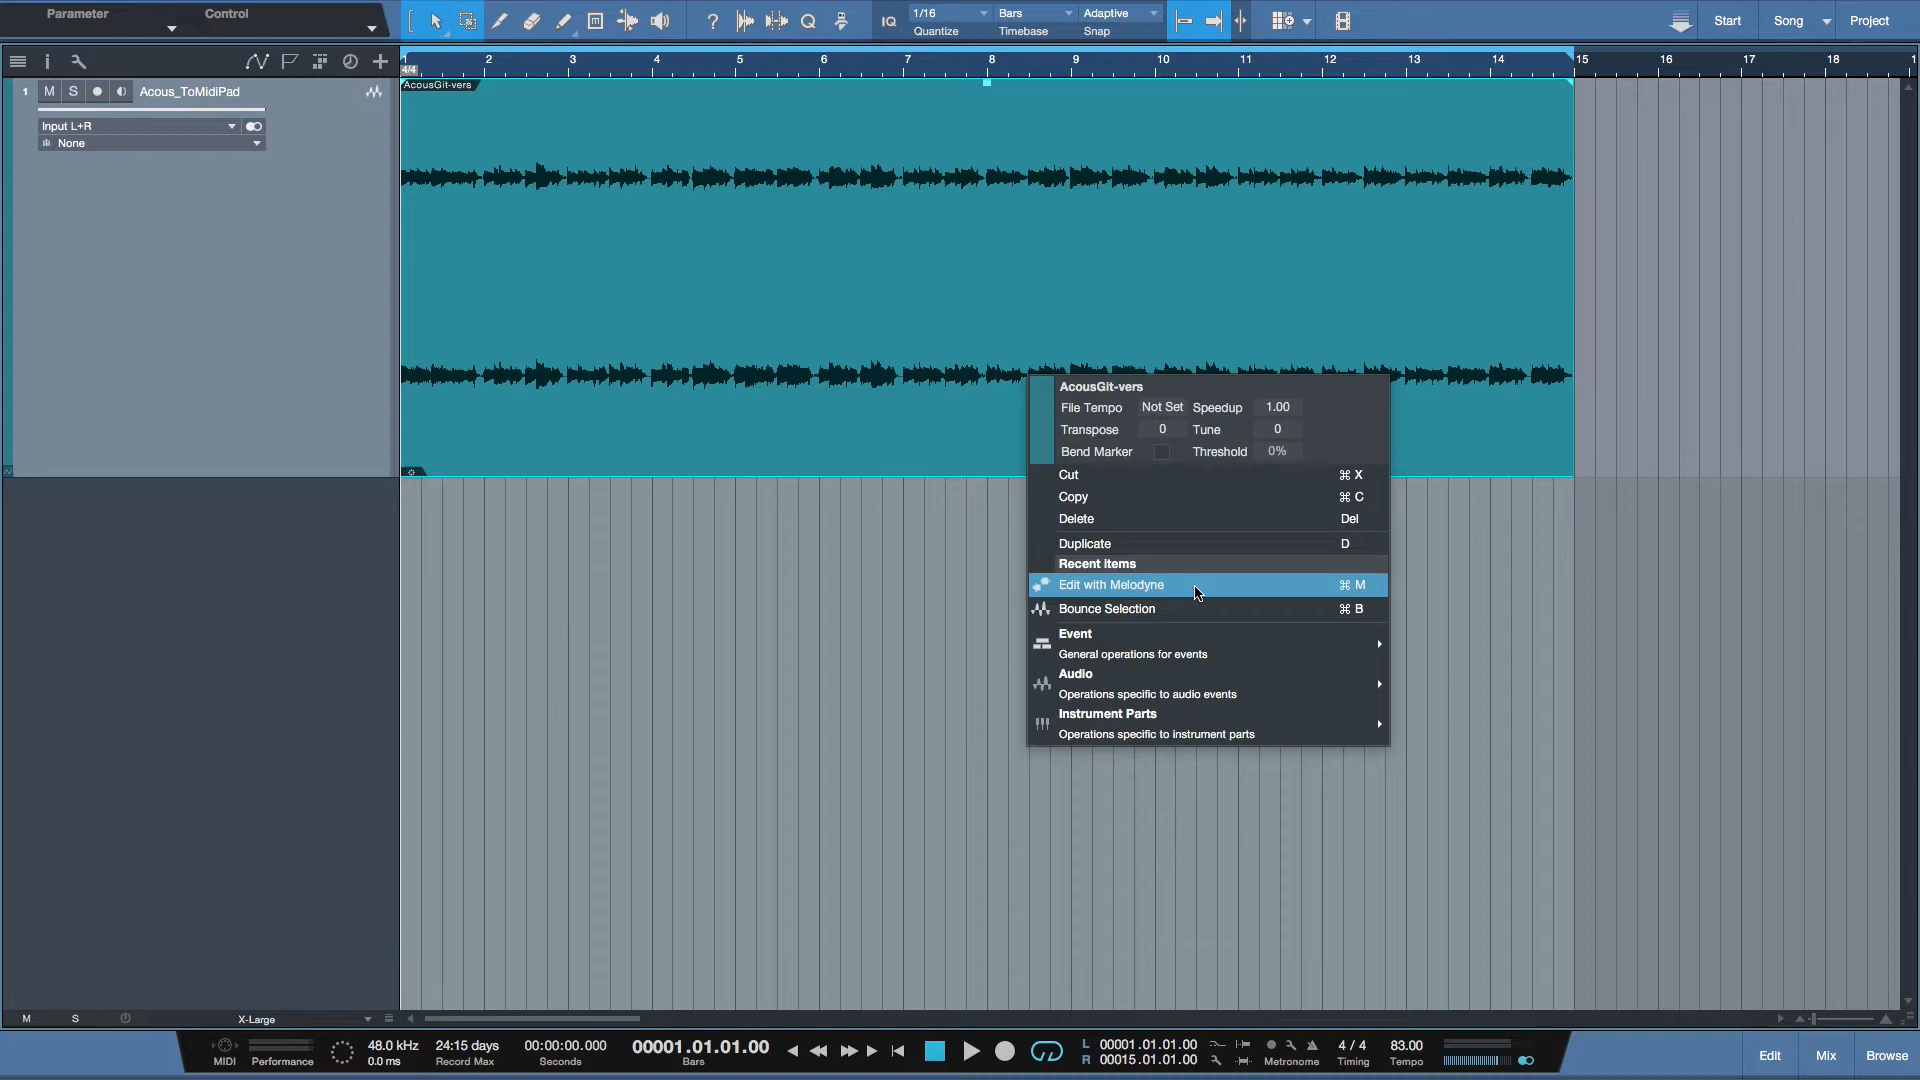 Parameter
Control
IQ
1/16
Quantize
Bars
Timebase
Adaptive
Snap
Start
Song
Project
1 2 3 4 5 6 7 8 9 10 11 12 13 14 15 16 17 18 1
4/4
1 M S Acous_ToMidiPad
Input L+R
None
AcousGit-vers
AcousGit-vers
File Tempo Not Set Speedup 1.00
Transpose 0 Tune 0
Bend Marker Threshold 0%
Cut ⌘ X
Copy ⌘ C
Delete Del
Duplicate D
Recent Items
Edit with Melodyne ⌘ M
Bounce Selection ⌘ B
Event
General operations for events
Audio
Operations specific to audio events
Instrument Parts
Operations specific to instrument parts
M S X-Large
MIDI
Performance
48.0 kHz
0.0 ms
24:15 days
Record Max
00:00:00.000
Seconds
00001.01.01.00
Bars
L 00001.01.01.00
R 00015.01.01.00
Metronome
4 / 4
Timing
83.00
Tempo
Edit
Mix
Browse